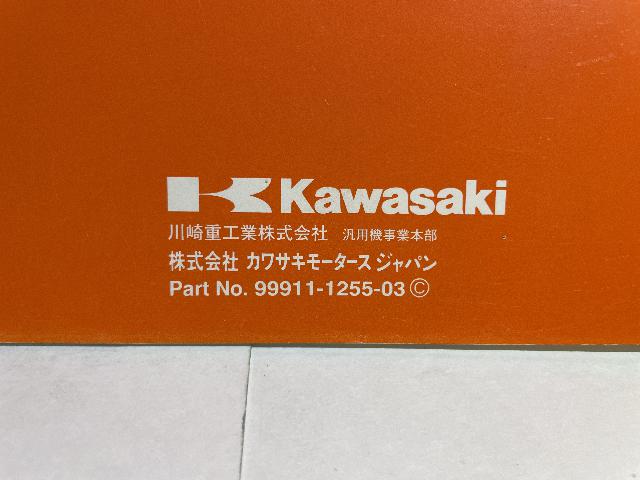 Kawasaki
川崎重工業株式会社 汎用機事業本部
株式会社 カワサキモータース ジャパン
Part No. 99911-1255-03 ©